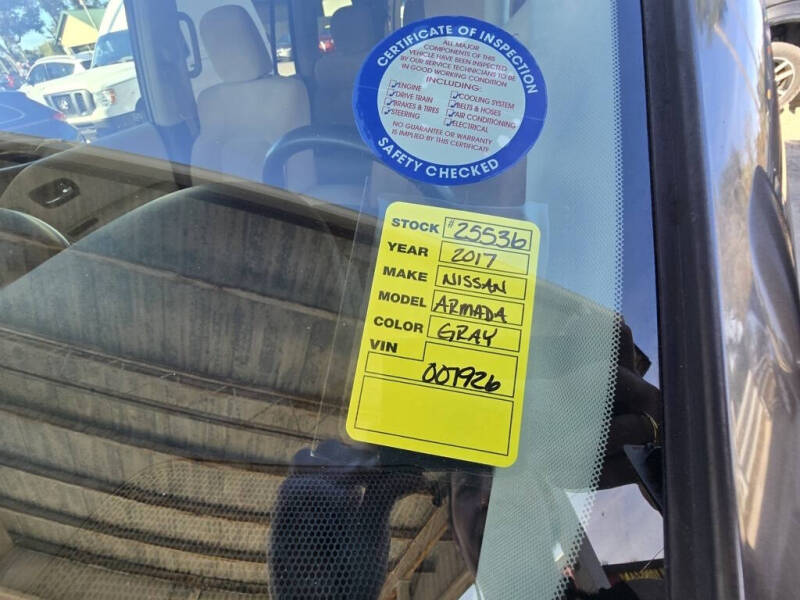 CERTIFICATE OF INSPECTION
ALL MAJOR
COMPONENTS OF THIS
VEHICLE HAVE BEEN INSPECTED
BY OUR SERVICE TECHNICIANS TO BE
IN GOOD WORKING CONDITION
INCLUDING:
ENGINE
DRIVE TRAIN
BRAKES & TIRES
STEERING
COOLING SYSTEM
BELTS & HOSES
AIR CONDITIONING
ELECTRICAL
NO GUARANTEE OR WARRANTY
IS IMPLIED BY THIS CERTIFICATE
SAFETY CHECKED
STOCK #25536
YEAR 2017
MAKE NISSAN
MODEL ARMADA
COLOR GRAY
VIN
001926